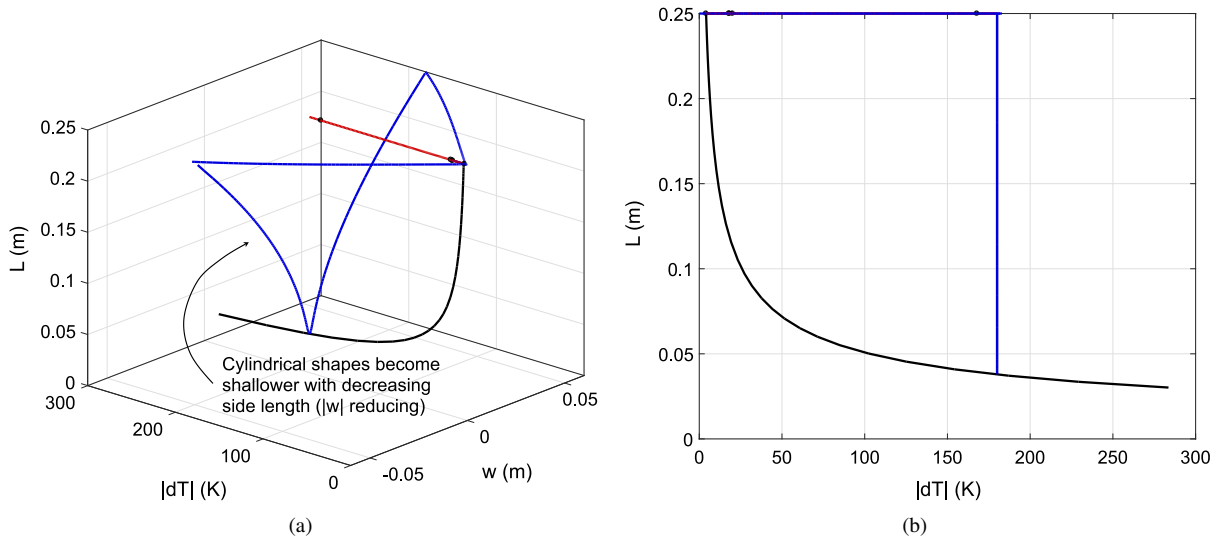 0.25
0.2
0.15
0.1
0.05
0
L (m)
Cylindrical shapes become
shallower with decreasing
side length (|w| reducing)
300
200
100
0
|dT| (K)
-0.05
0
0.05
w (m)
(a)
0.25
0.2
0.15
0.1
0.05
0
L (m)
0
50
100
150
200
250
300
|dT| (K)
(b)